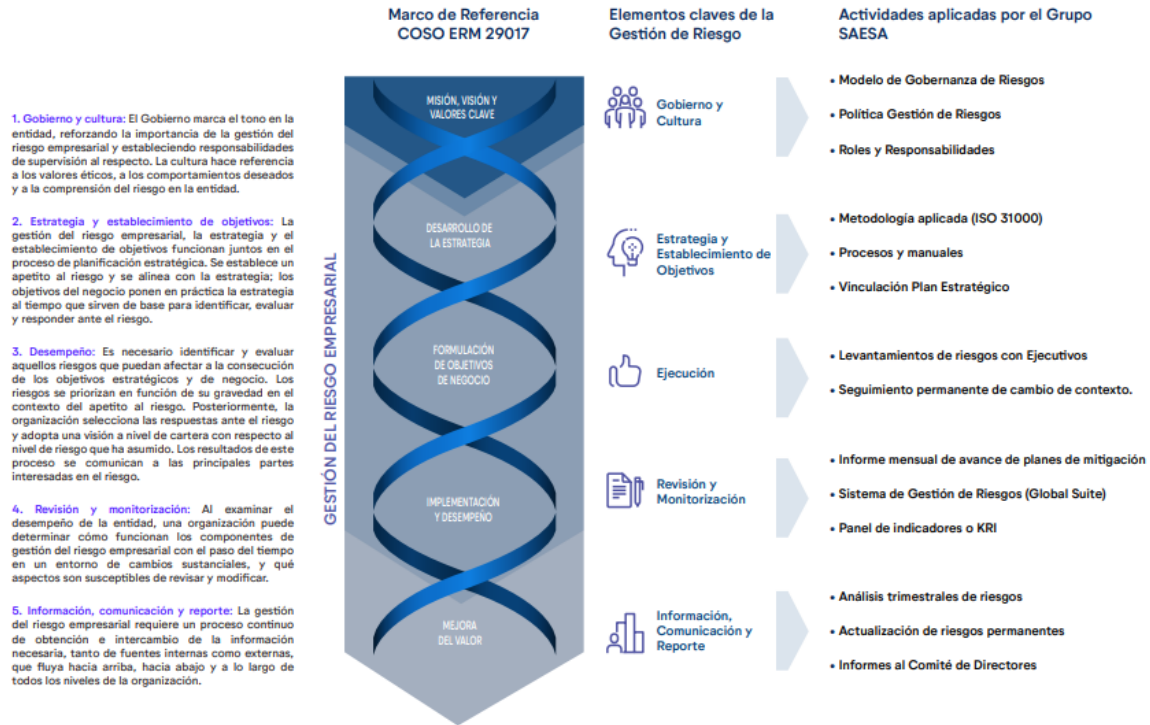 Marco de Referencia
COSO ERM 29017
Elementos claves de la
Gestión de Riesgo
Actividades aplicadas por el Grupo
SAESA
1. Gobierno y cultura: El Gobierno marca el tono en la
entidad, reforzando la importancia de la gestión del
riesgo empresarial y estableciendo responsabilidades
de supervisión al respecto. La cultura hace referencia
a los valores éticos, a los comportamientos deseados
y a la comprensión del riesgo en la entidad.
2. Estrategia y establecimiento de objetivos: La
gestión del riesgo empresarial, la estrategia y el
establecimiento de objetivos funcionan juntos en el
proceso de planificación estratégica. Se establece un
apetito al riesgo y se alinea con la estrategia; los
objetivos del negocio ponen en práctica la estrategia
al tiempo que sirven de base para identificar, evaluar
y responder ante el riesgo.
3. Desempeño: Es necesario identificar y evaluar
aquellos riesgos que puedan afectar a la consecución
de los objetivos estratégicos y de negocio. Los
riesgos se priorizan en función de su gravedad en el
contexto del apetito al riesgo. Posteriormente, la
organización selecciona las respuestas ante el riesgo
y adopta una visión a nivel de cartera con respecto al
nivel de riesgo que ha asumido. Los resultados de este
proceso se comunican a las principales partes
interesadas en el riesgo.
4. Revisión y monitorización: Al examinar el
desempeño de la entidad, una organización puede
determinar cómo funcionan los componentes de
gestión del riesgo empresarial con el paso del tiempo
en un entorno de cambios sustanciales, y qué
aspectos son susceptibles de revisar y modificar.
5. Información, comunicación y reporte: La gestión
del riesgo empresarial requiere un proceso continuo
de obtención e intercambio de la información
necesaria, tanto de fuentes internas como externas,
que fluya hacia arriba, hacia abajo y a lo largo de
todos los niveles de la organización.
GESTIÓN DEL RIESGO EMPRESARIAL
MISIÓN, VISIÓN Y
VALORES CLAVE
DESARROLLO DE
LA ESTRATEGIA
FORMULACIÓN
DE OBJETIVOS
DE NEGOCIO
IMPLEMENTACIÓN
Y DESEMPEÑO
MEJORA
DEL VALOR
Gobierno y
Cultura
• Modelo de Gobernanza de Riesgos
• Política Gestión de Riesgos
• Roles y Responsabilidades
Estrategia y
Establecimiento de
Objetivos
• Metodología aplicada (ISO 31000)
• Procesos y manuales
• Vinculación Plan Estratégico
Ejecución
• Levantamientos de riesgos con Ejecutivos
• Seguimiento permanente de cambio de contexto.
Revisión y
Monitorización
• Informe mensual de avance de planes de mitigación
• Sistema de Gestión de Riesgos (Global Suite)
• Panel de indicadores o KRI
Información,
Comunicación y
Reporte
• Análisis trimestrales de riesgos
• Actualización de riesgos permanentes
• Informes al Comité de Directores